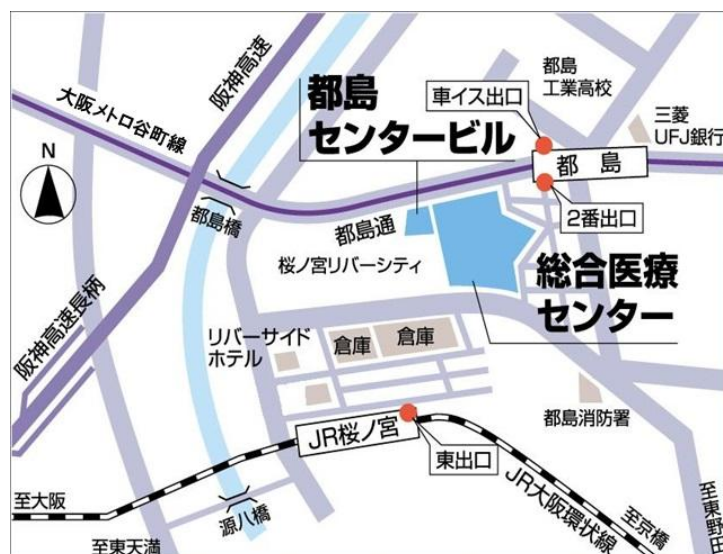 阪神高速
大阪メトロ谷町線
都島
センタービル
車イス出口
都島
工業高校
三菱
UFJ銀行
都島
2番出口
N
都島橋
都島通
桜ノ宮リバーシティ
総合医療
センター
阪神高速長柄
リバーサイド
ホテル
倉庫
倉庫
都島消防署
JR桜ノ宮
東出口
JR大阪環状線
至大阪
源八橋
至東天満
至京橋
至東野田